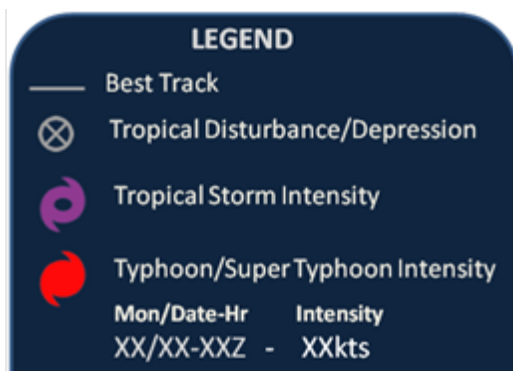 LEGEND
Best Track
Tropical Disturbance/Depression
Tropical Storm Intensity
Typhoon/Super Typhoon Intensity
Mon/Date-Hr Intensity
XX/XX-XXZ - XXkts